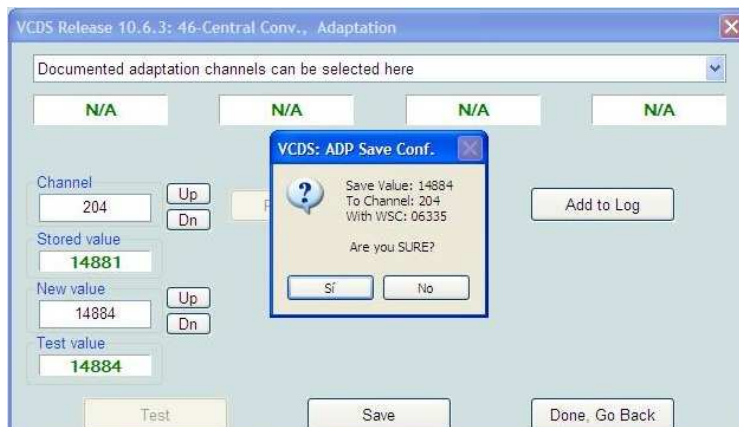 VCDS Release 10.6.3: 46-Central Conv., Adaptation
Documented adaptation channels can be selected here
N/A N/A N/A N/A
VCDS: ADP Save Conf.
Save Value: 14884
To Channel: 204
With WSC: 06335
Are you SURE?
Sí No
Channel
204
Up
Dn
Add to Log
Stored value
14881
New value
14884
Up
Dn
Test value
14884
Test Save Done, Go Back